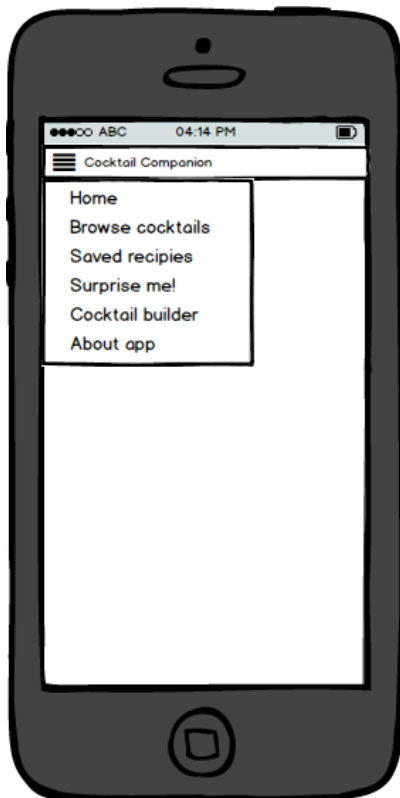 ABC 04:14 PM
Cocktail Companion
Home
Browse cocktails
Saved recipies
Surprise me!
Cocktail builder
About app